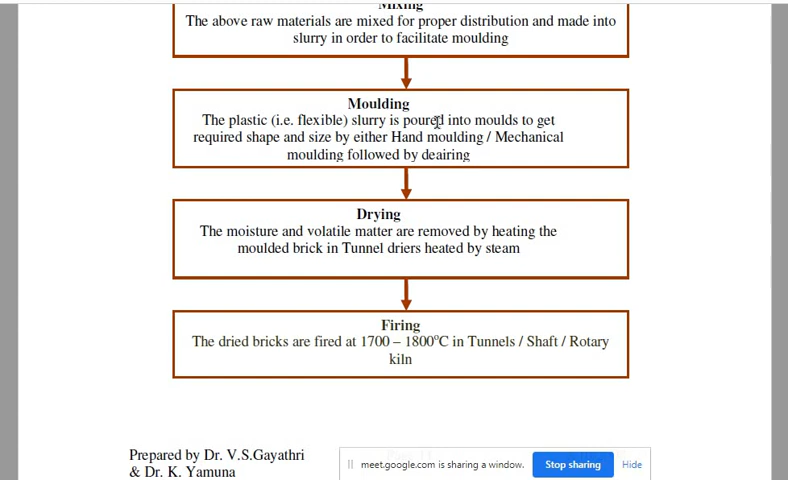 Mixing
The above raw materials are mixed for proper distribution and made into
slurry in order to facilitate moulding
Moulding
The plastic (i.e. flexible) slurry is poured into moulds to get
required shape and size by either Hand moulding / Mechanical
moulding followed by deairing
Drying
The moisture and volatile matter are removed by heating the
moulded brick in Tunnel driers heated by steam
Firing
The dried bricks are fired at 1700 – 1800°C in Tunnels / Shaft / Rotary
kiln
Prepared by Dr. V.S.Gayathri
& Dr. K. Yamuna
meet.google.com is sharing a window.
Stop sharing
Hide